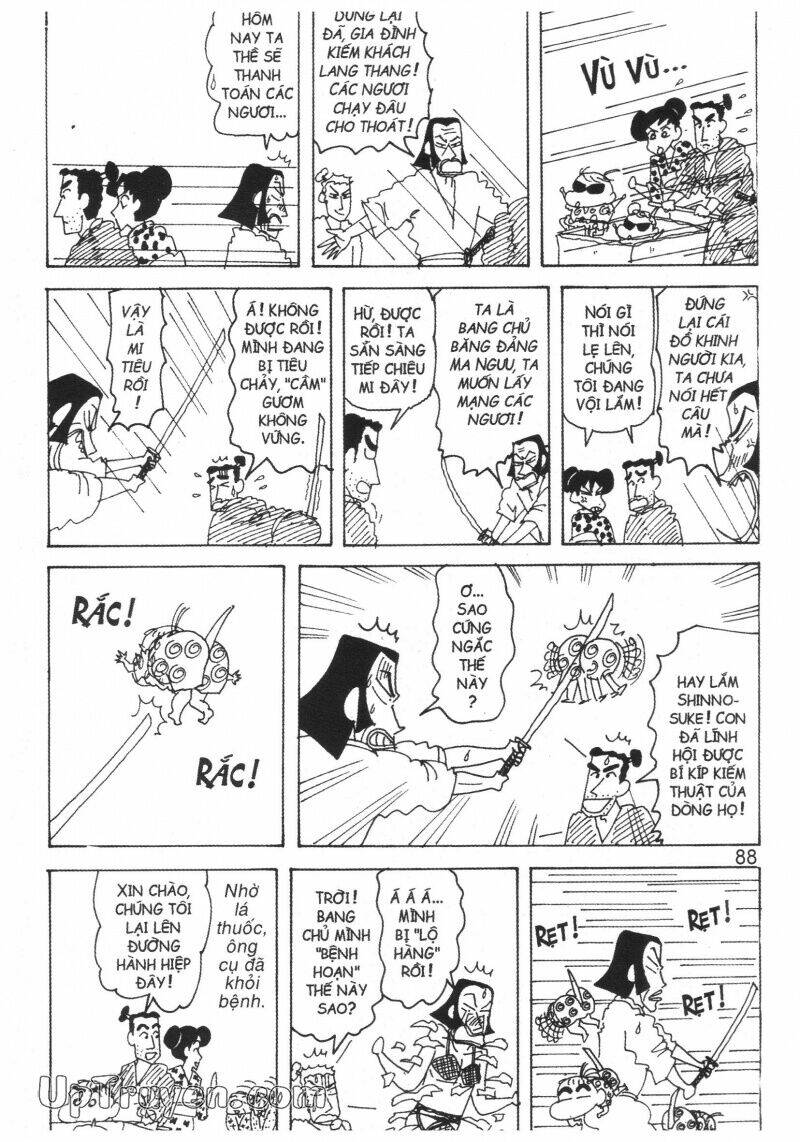 VÙ VÙ...
DỪNG LẠI
ĐÃ, GIA ĐÌNH
KIẾM KHÁCH
LANG THANG!
CÁC NGƯƠI
CHẠY ĐÂU
CHO THOÁT!
HÔM
NAY TA
THỀ SẼ
THANH
TOÁN CÁC
NGƯƠI...
ĐỨNG
LẠI CÁI
ĐỒ KHINH
NGƯỜI KIA,
TA CHƯA
NÓI HẾT
CÂU
MÀ!
NÓI GÌ
THÌ NÓI
LẸ LÊN,
CHÚNG
TÔI ĐANG
VỘI LẮM!
TA LÀ
BANG CHỦ
BĂNG ĐẢNG
MA NGƯU, TA
MUỐN LẤY
MẠNG CÁC
NGƯƠI!
HỪ, ĐƯỢC
RỒI! TA
SẴN SÀNG
TIẾP CHIÊU
MI ĐÂY!
Á! KHÔNG
ĐƯỢC RỒI!
MÌNH ĐANG
BỊ TIÊU
CHẢY, "CẦM"
GƯƠM
KHÔNG
VỮNG.
VẬY
LÀ
MI
TIÊU
RỒI
!
HAY LẮM
SHINNO-
SUKE! CON
ĐÃ LĨNH
HỘI ĐƯỢC
BÍ KÍP KIẾM
THUẬT CỦA
DÒNG HỌ!
Ơ...
SAO
CỨNG
NGẮC
THẾ
NÀY
?
RẮC!
RẮC!
88
RẸT!
RẸT!
RẸT!
Á Á Á...
MÌNH
BỊ "LỘ
HÀNG"
RỒI!
TRỜI!
BANG
CHỦ MÌNH
"BỆNH
HOẠN"
THẾ NÀY
SAO?
Nhờ
lá
thuốc,
ông
cụ đã
khỏi
bệnh.
XIN CHÀO,
CHÚNG TÔI
LẠI LÊN
ĐƯỜNG
HÀNH HIỆP
ĐÂY!
UpTruyen.com